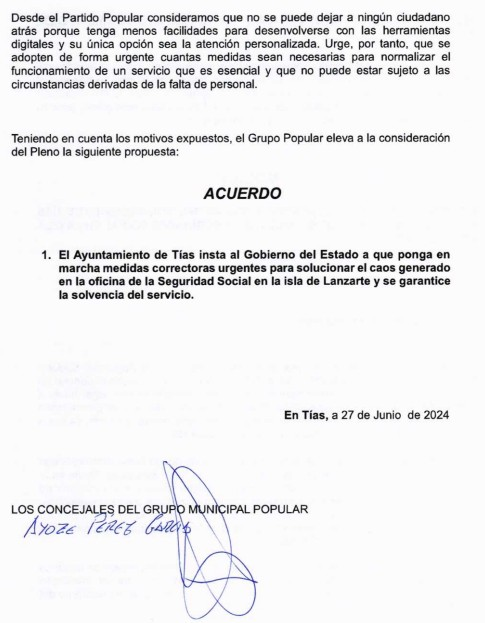 Desde el Partido Popular consideramos que no se puede dejar a ningún ciudadano
atrás porque tenga menos facilidades para desenvolverse con las herramientas
digitales y su única opción sea la atención personalizada. Urge, por tanto, que se
adopten de forma urgente cuantas medidas sean necesarias para normalizar el
funcionamiento de un servicio que es esencial y que no puede estar sujeto a las
circunstancias derivadas de la falta de personal.
Teniendo en cuenta los motivos expuestos, el Grupo Popular eleva a la consideración
del Pleno la siguiente propuesta:
ACUERDO
1. El Ayuntamiento de Tías insta al Gobierno del Estado a que ponga en
marcha medidas correctoras urgentes para solucionar el caos generado
en la oficina de la Seguridad Social en la isla de Lanzarte y se garantice
la solvencia del servicio.
En Tías, a 27 de Junio de 2024
LOS CONCEJALES DEL GRUPO MUNICIPAL POPULAR
AYOZE PEREZ GARCIA